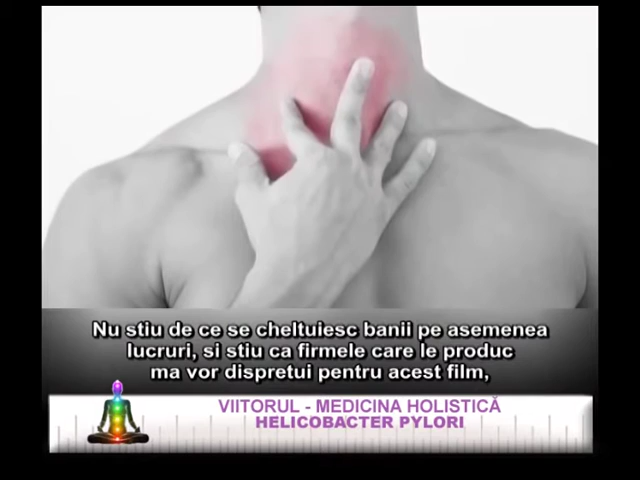 Nu stiu de ce se cheltuiesc banii pe asemenea
lucruri, si stiu ca firmele care le produc
ma vor dispretui pentru acest film,
VIITORUL - MEDICINA HOLISTICĂ
HELICOBACTER PYLORI